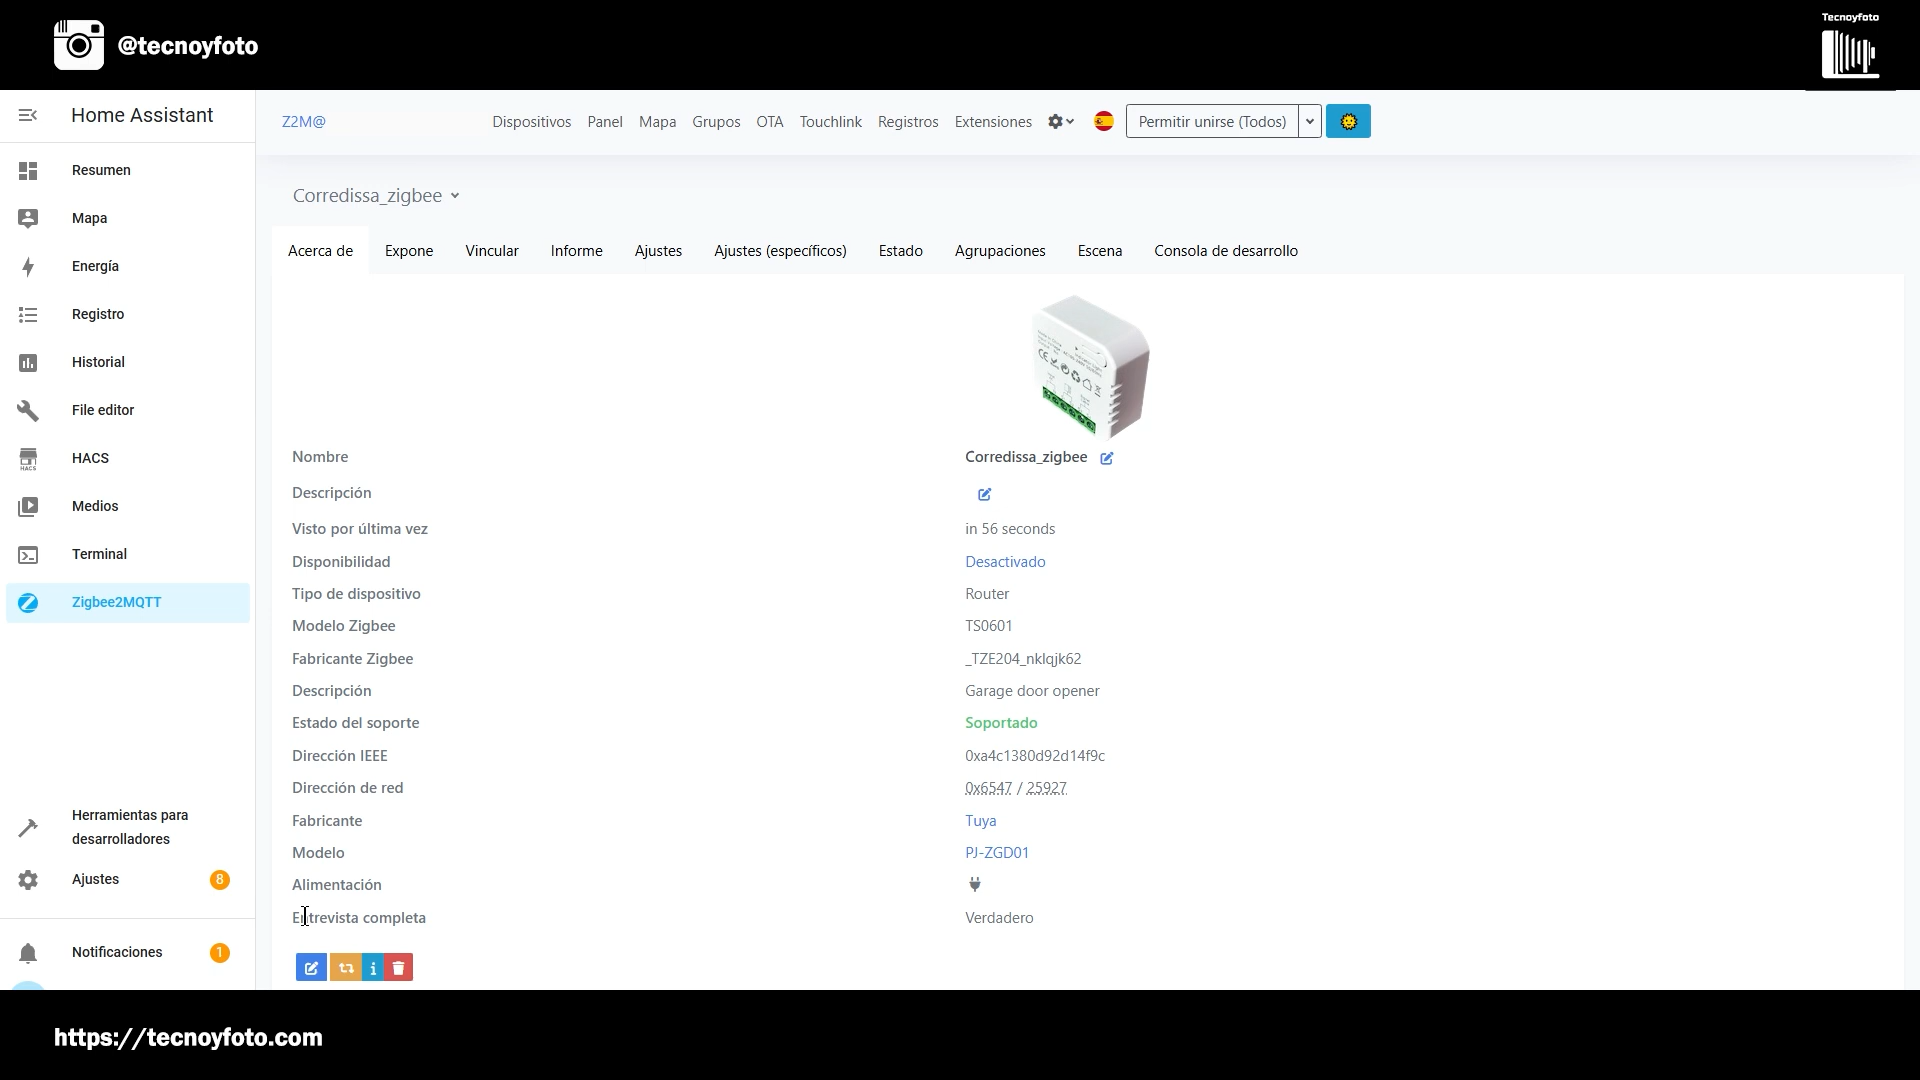 @tecnoyfoto
Tecnoyfoto
Home Assistant
Z2M@
Dispositivos
Panel
Mapa
Grupos
OTA
Touchlink
Registros
Extensiones
Permitir unirse (Todos)
Resumen
Mapa
Energía
Registro
Historial
File editor
HACS
HACS
Medios
Terminal
Zigbee2MQTT
Herramientas para
desarrolladores
Ajustes 8
Notificaciones 1
Corredissa_zigbee
Acerca de
Expone
Vincular
Informe
Ajustes
Ajustes (específicos)
Estado
Agrupaciones
Escena
Consola de desarrollo
Nombre Corredissa_zigbee
Descripción
Visto por última vez in 56 seconds
Disponibilidad Desactivado
Tipo de dispositivo Router
Modelo Zigbee TS0601
Fabricante Zigbee _TZE204_nklqjk62
Descripción Garage door opener
Estado del soporte Soportado
Dirección IEEE 0xa4c1380d92d14f9c
Dirección de red 0x6547 / 25927
Fabricante Tuya
Modelo PJ-ZGD01
Alimentación
Entrevista completa Verdadero
https://tecnoyfoto.com